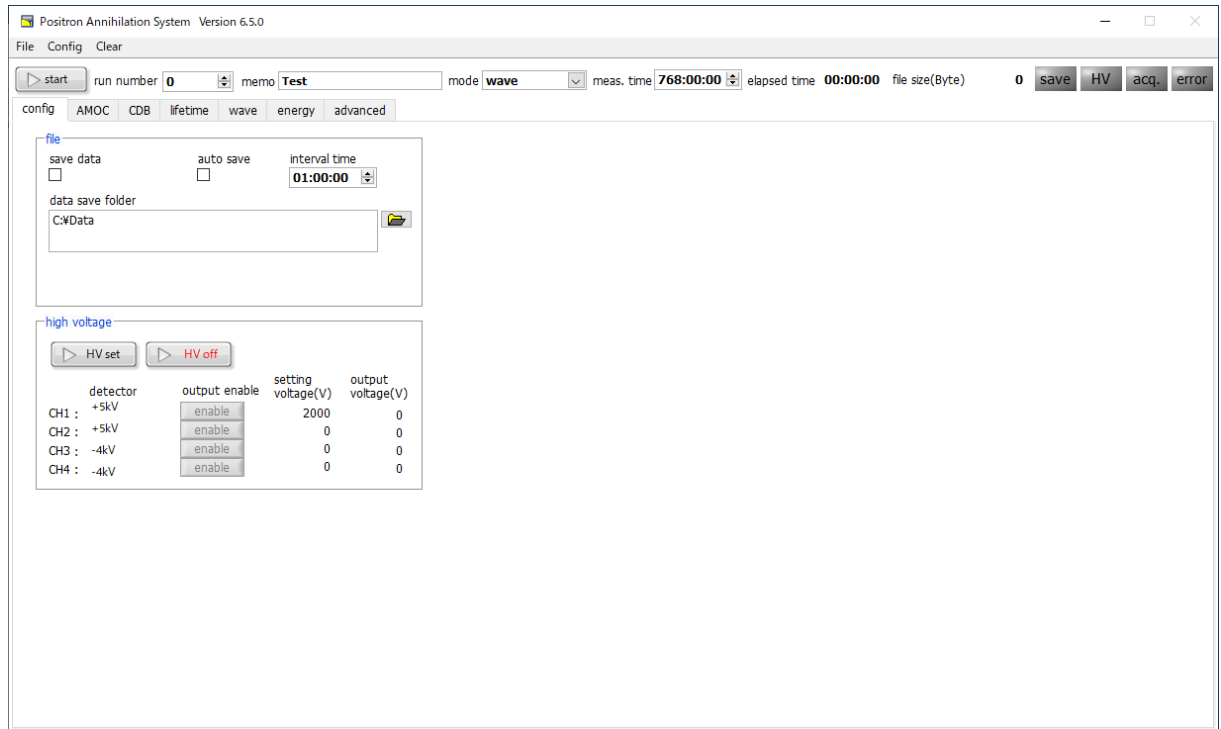 Positron Annihilation System Version 6.5.0
File Config Clear
start run number 0 memo Test mode wave meas. time 768:00:00 elapsed time 00:00:00 file size(Byte) 0 save HV acq. error
config AMOC CDB lifetime wave energy advanced
file
save data auto save interval time
01:00:00
data save folder
C:¥Data
high voltage
HV set HV off
detector output enable setting voltage(V) output voltage(V)
CH1 : +5kV enable 2000 0
CH2 : +5kV enable 0 0
CH3 : -4kV enable 0 0
CH4 : -4kV enable 0 0